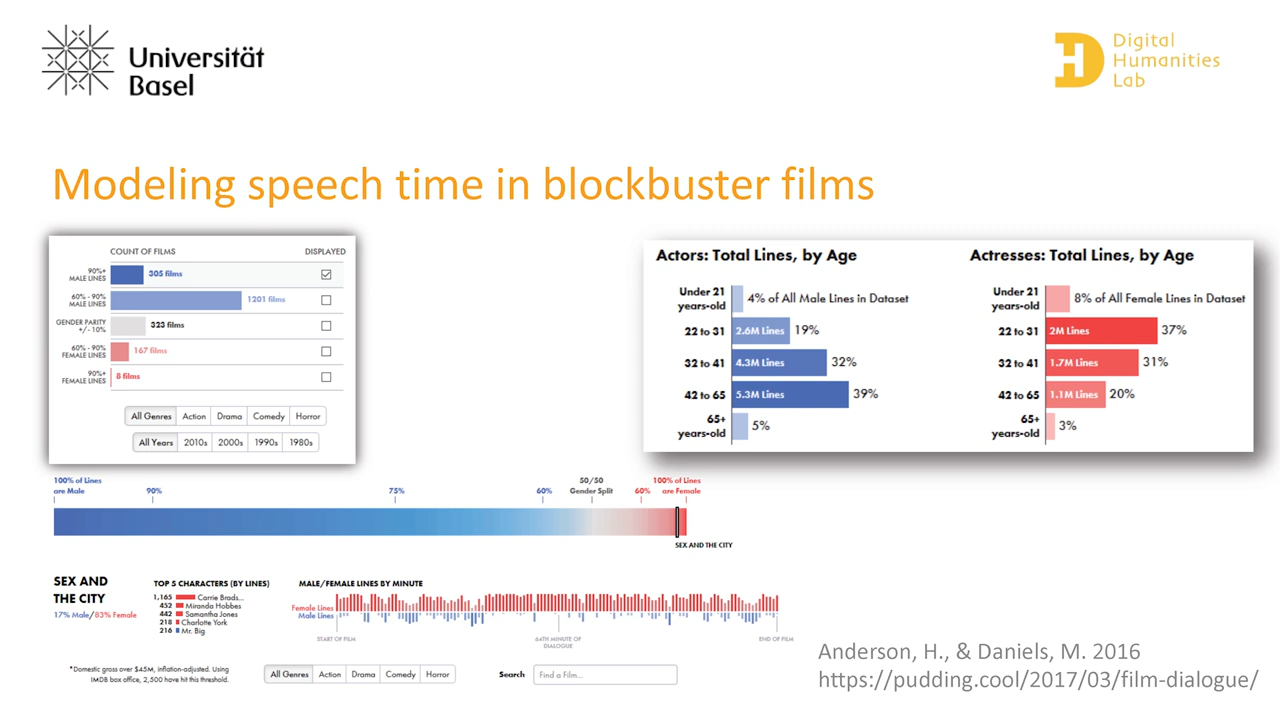 Universität
Basel
Digital
Humanities
Lab
Modeling speech time in blockbuster films
COUNT OF FILMS DISPLAYED
90%+
MALE LINES
305 films
60% - 90%
MALE LINES
1201 films
GENDER PARITY
+/- 10%
323 films
60% - 90%
FEMALE LINES
167 films
90%+
FEMALE LINES
8 films
All Genres Action Drama Comedy Horror
All Years 2010s 2000s 1990s 1980s
Actors: Total Lines, by Age
Under 21
years-old
4% of All Male Lines in Dataset
22 to 31 2.6M Lines 19%
32 to 41 4.3M Lines 32%
42 to 65 5.3M Lines 39%
65+
years-old
5%
Actresses: Total Lines, by Age
Under 21
years-old
8% of All Female Lines in Dataset
22 to 31 2M Lines 37%
32 to 41 1.7M Lines 31%
42 to 65 1.1M Lines 20%
65+
years-old
3%
100% of Lines
are Male
90%
75%
60%
50/50
Gender Split
60%
100% of Lines
are Female
SEX AND THE CITY
SEX AND
THE CITY
17% Male/83% Female
TOP 5 CHARACTERS (BY LINES)
1,165 Carrie Brads...
452 Miranda Hobbes
442 Samantha Jones
218 Charlotte York
216 Mr. Big
MALE/FEMALE LINES BY MINUTE
Female Lines
Male Lines
START OF FILM
64TH MINUTE OF
DIALOGUE
END OF FILM
*Domestic gross over $45M, inflation-adjusted. Using
IMDB box office, 2,500 have hit this threshold.
All Genres Action Drama Comedy Horror
Search Find a Film...
Anderson, H., & Daniels, M. 2016
https://pudding.cool/2017/03/film-dialogue/